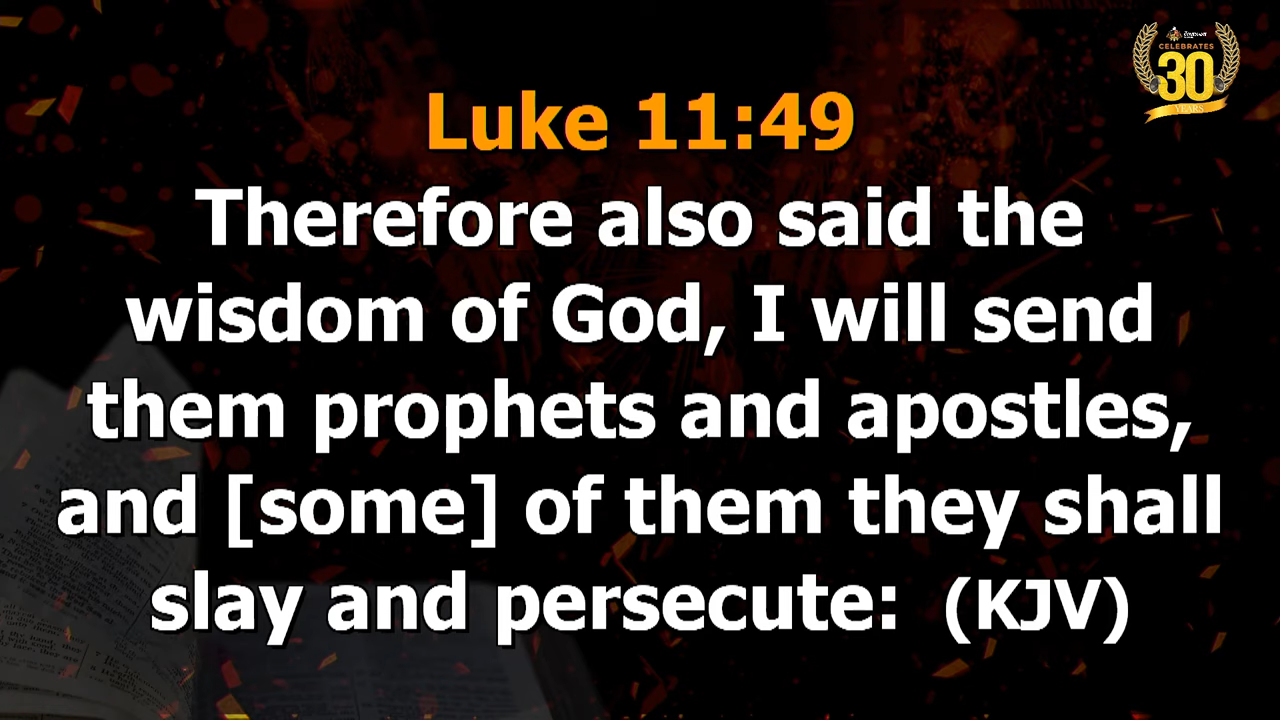 CELEBRATES
30
YEARS
Luke 11:49
Therefore also said the
wisdom of God, I will send
them prophets and apostles,
and [some] of them they shall
slay and persecute: (KJV)